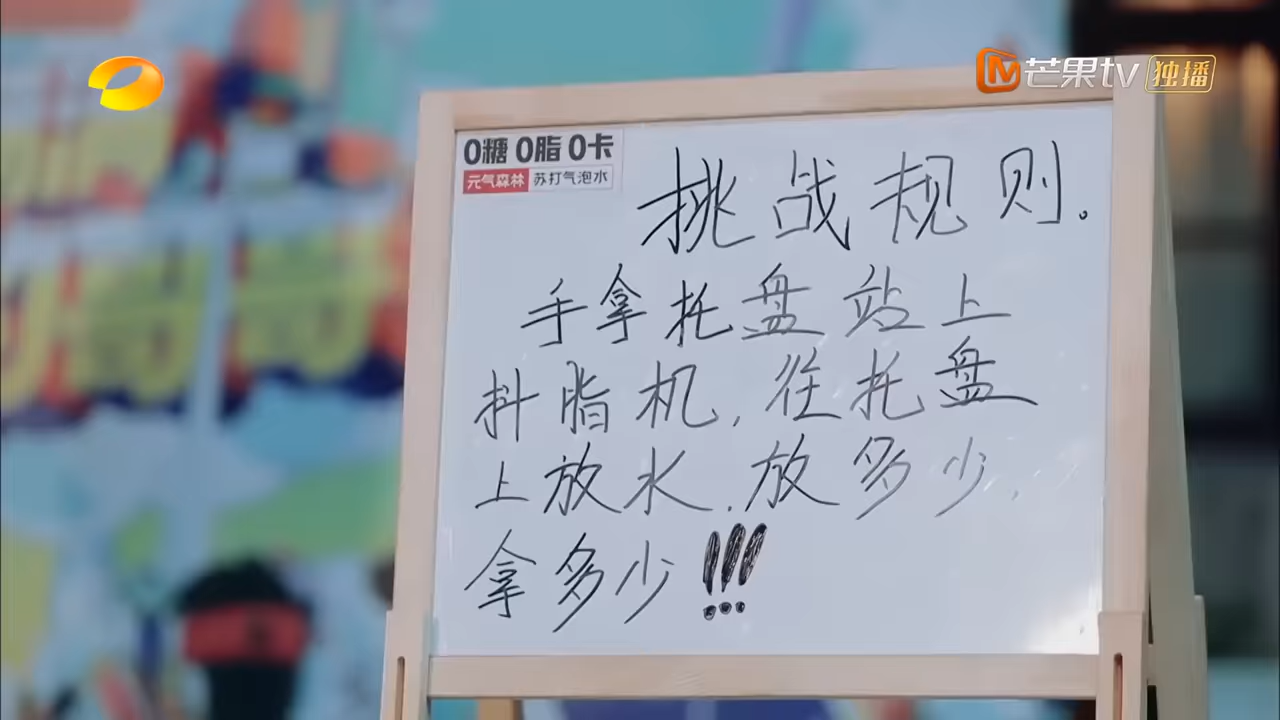 芒果tv 独播
0糖 0脂 0卡
元气森林 苏打气泡水
挑战规则。
手拿托盘站上
抖脂机,往托盘
上放水.放多少,
拿多少!!!